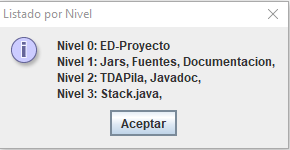 Listado por Nivel
Nivel 0: ED-Proyecto
Nivel 1: Jars, Fuentes, Documentacion,
Nivel 2: TDAPila, Javadoc,
Nivel 3: Stack.java,
Aceptar